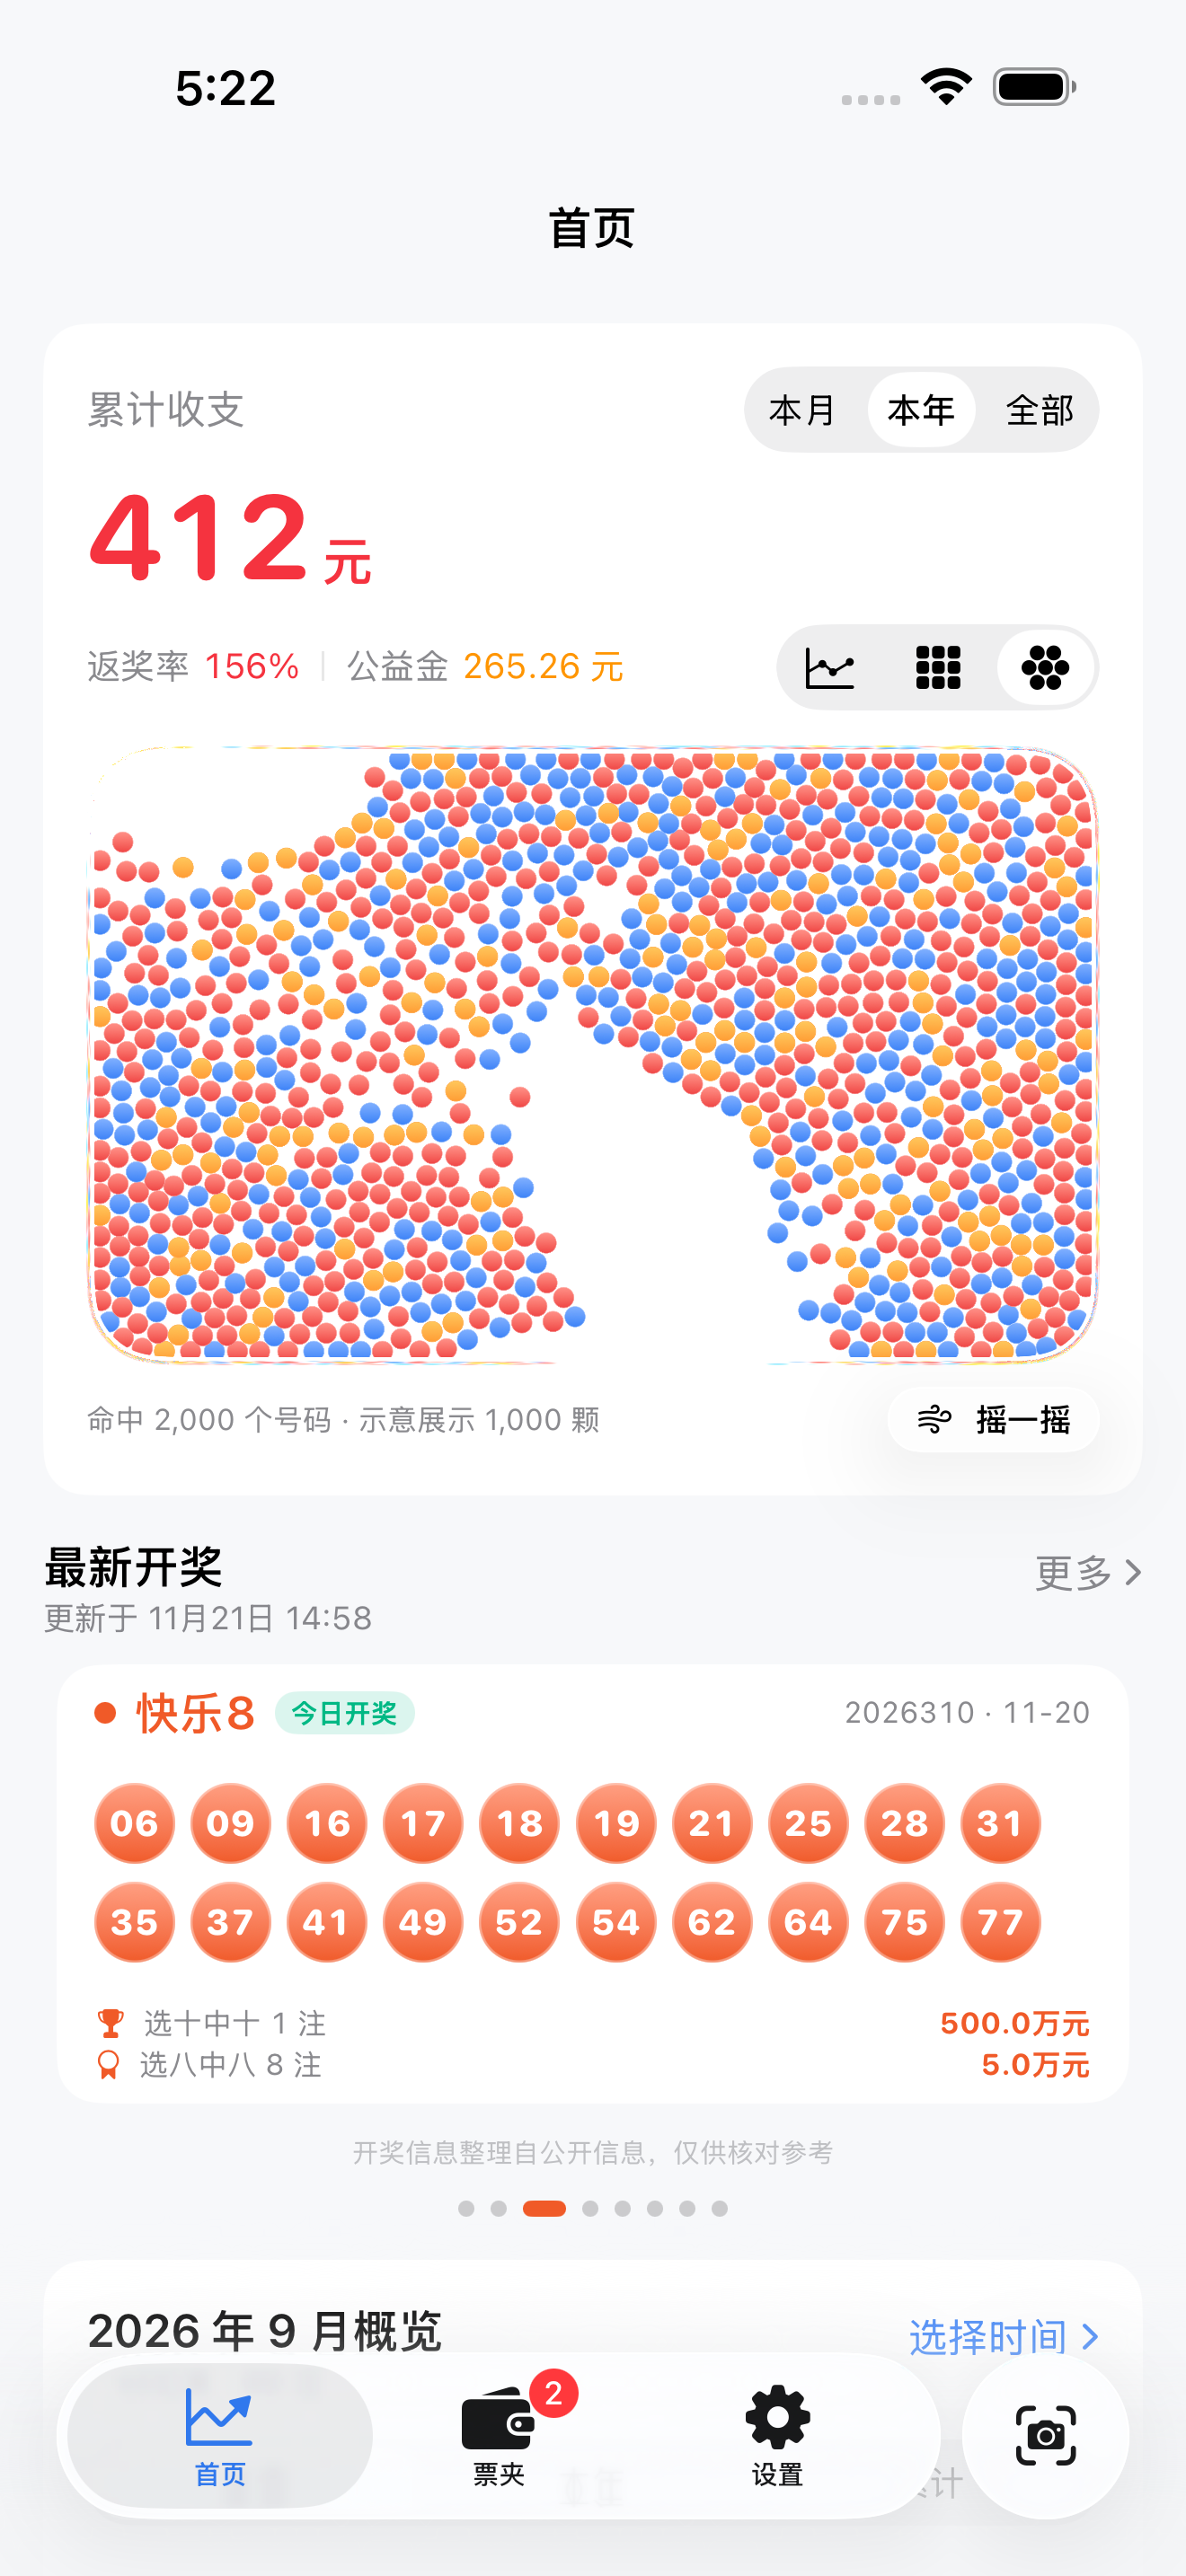 5:22
首页
累计收支
本月 本年 全部
412 元
返奖率 156% 公益金 265.26 元
命中 2,000 个号码 · 示意展示 1,000 颗
摇一摇
最新开奖
更多
更新于 11月21日 14:58
快乐8 今日开奖 2026310 · 11-20
06 09 16 17 18 19 21 25 28 31
35 37 41 49 52 54 62 64 75 77
选十中十 1 注 500.0万元
选八中八 8 注 5.0万元
开奖信息整理自公开信息，仅供核对参考
2026 年 9 月概览 选择时间
2
首页 票夹 设置
计